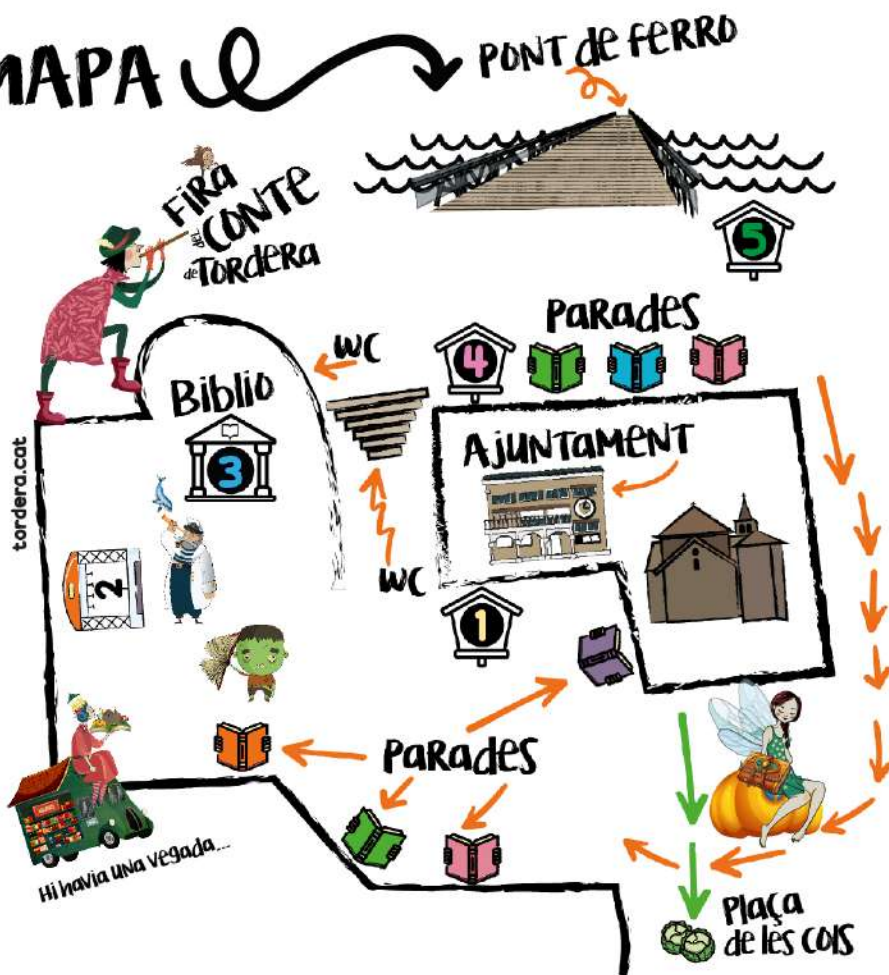 MAPA
PONT de FERRO
FIRA
del CONTE
de TORDERA
5
PARADES
WC
4
Biblio
3
AJUNTAMENT
tordera.cat
2
WC
1
PARADES
Hi havia una vegada...
Plaça
de les COLS